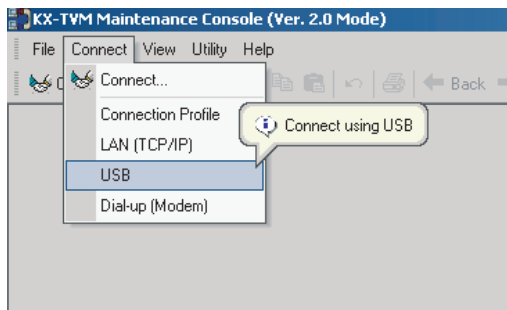 KX-TVM Maintenance Console (Ver. 2.0 Mode)
File Connect View Utility Help
Connect... Back
Connection Profile
Connect using USB
LAN (TCP/IP)
USB
Dial-up (Modem)